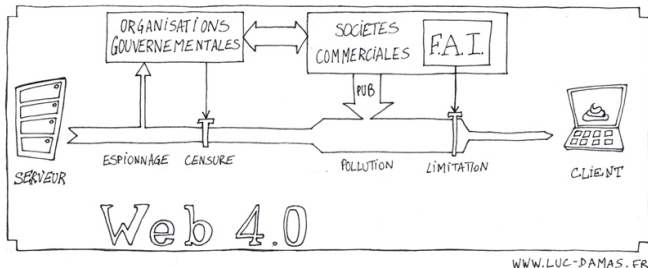 ORGANISATIONS
GOUVERNEMENTALES
SOCIETES
COMMERCIALES
F.A.I.
PUB
ESPIONNAGE
CENSURE
POLLUTION
LIMITATION
SERVEUR
CLIENT
Web 4.0
WWW.LUC-DAMAS.FR